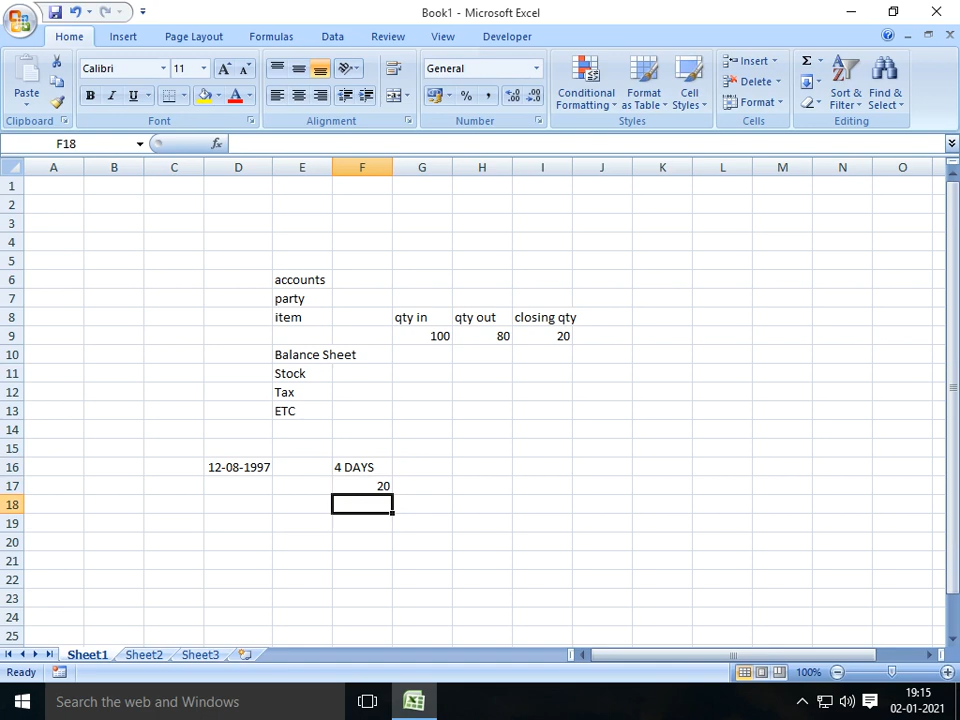 Book1 - Microsoft Excel
Home Insert Page Layout Formulas Data Review View Developer
Paste
Clipboard
Calibri 11 A A
B I U A
Font
Alignment
General
% ,
Number
Conditional Formatting
Format as Table
Cell Styles
Styles
Insert
Delete
Format
Cells
Σ
Sort & Filter
Find & Select
Editing
F18 fx
A B C D E F G H I J K L M N O
1
2
3
4
5
6 accounts
7 party
8 item qty in qty out closing qty
9 100 80 20
10 Balance Sheet
11 Stock
12 Tax
13 ETC
14
15
16 12-08-1997 4 DAYS
17 20
18
19
20
21
22
23
24
25
Sheet1 Sheet2 Sheet3
Ready 100%
Search the web and Windows
19:15
02-01-2021